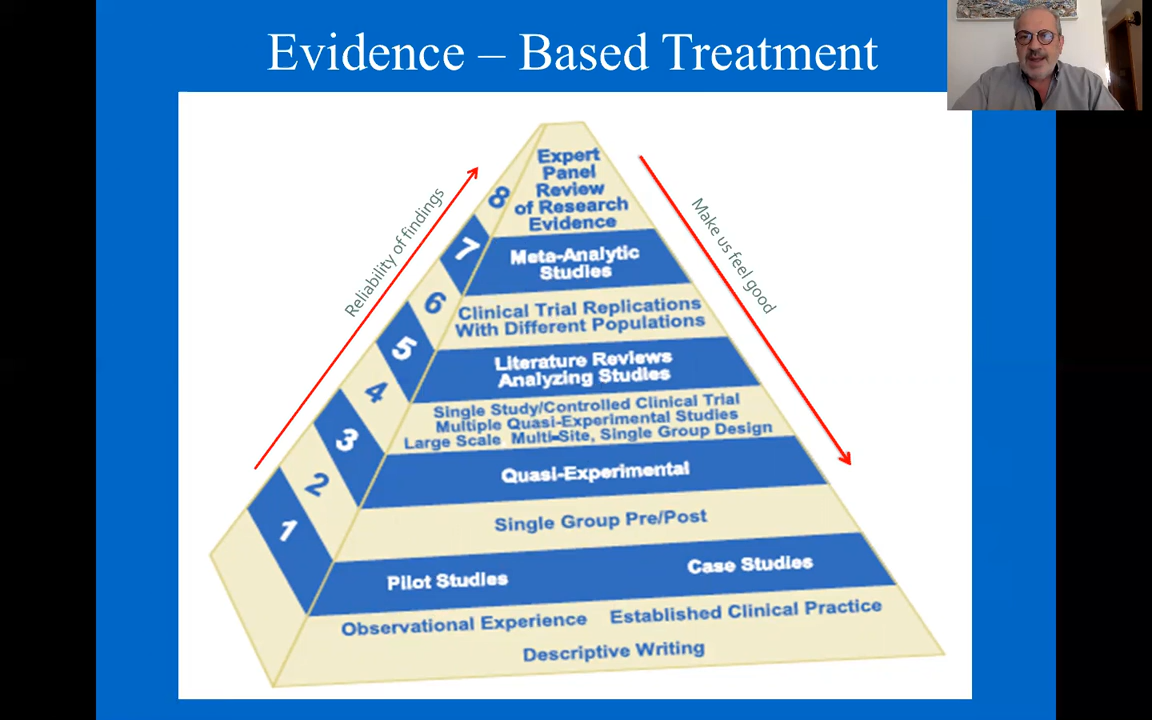 Evidence – Based Treatment
Reliability of findings
Make us feel good
8
Expert
Panel
Review
of Research
Evidence
7
Meta-Analytic
Studies
6
Clinical Trial Replications
With Different Populations
5
Literature Reviews
Analyzing Studies
4
Single Study/Controlled Clinical Trial
Multiple Quasi-Experimental Studies
Large Scale Multi-Site, Single Group Design
3
Quasi-Experimental
2
Single Group Pre/Post
1
Pilot Studies Case Studies
Observational Experience Established Clinical Practice
Descriptive Writing